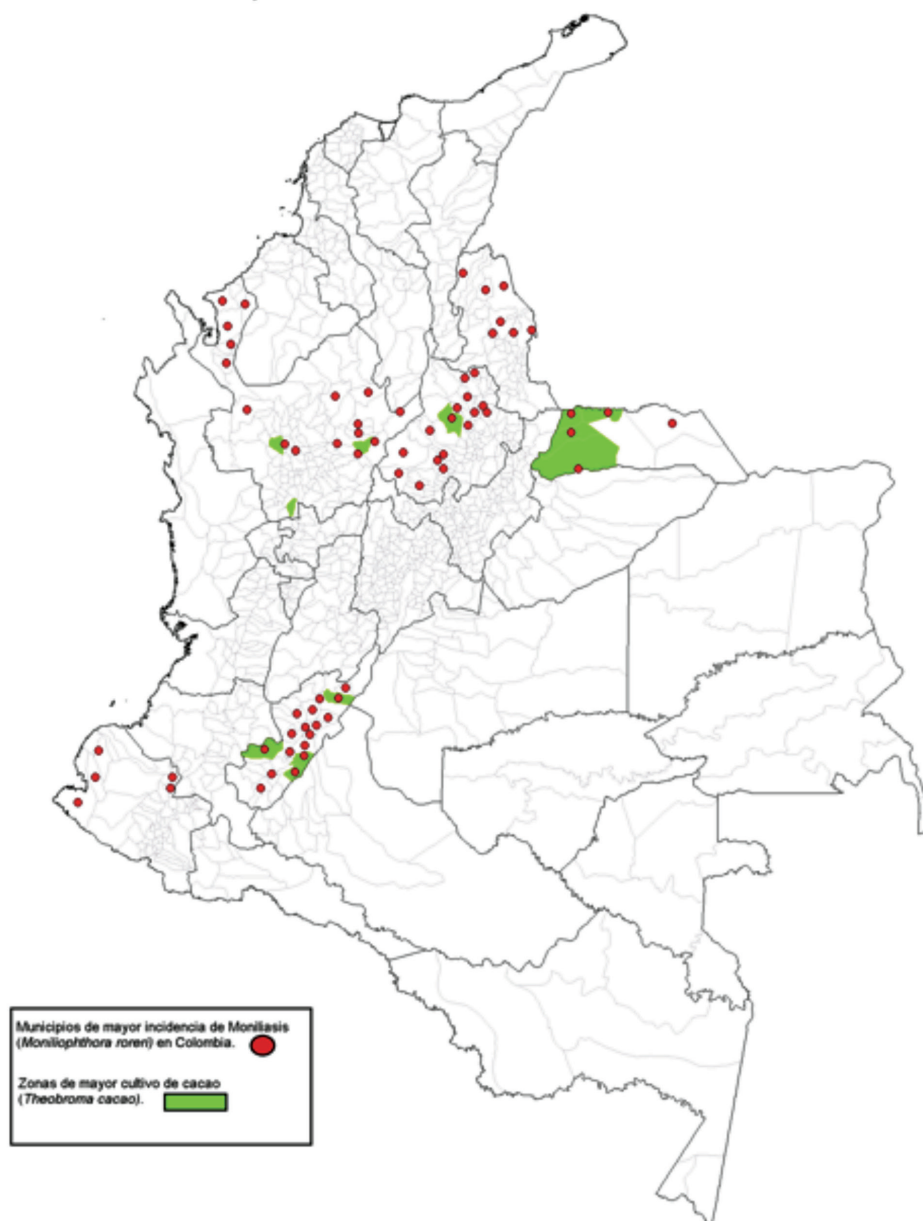 Municipios de mayor incidencia de Moniliasis
(Moniliophthora roreri) en Colombia.
Zonas de mayor cultivo de cacao
(Theobroma cacao).